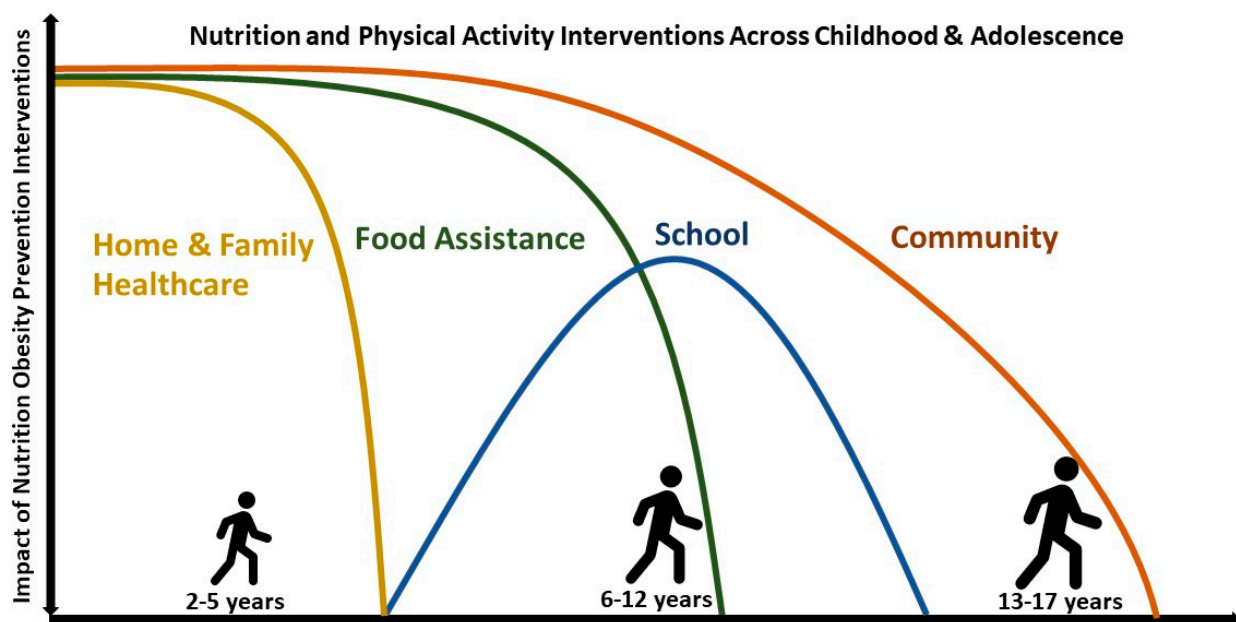 Nutrition and Physical Activity Interventions Across Childhood & Adolescence
Impact of Nutrition Obesity Prevention Interventions
Home & Family
Healthcare
Food Assistance
School
Community
2-5 years
6-12 years
13-17 years